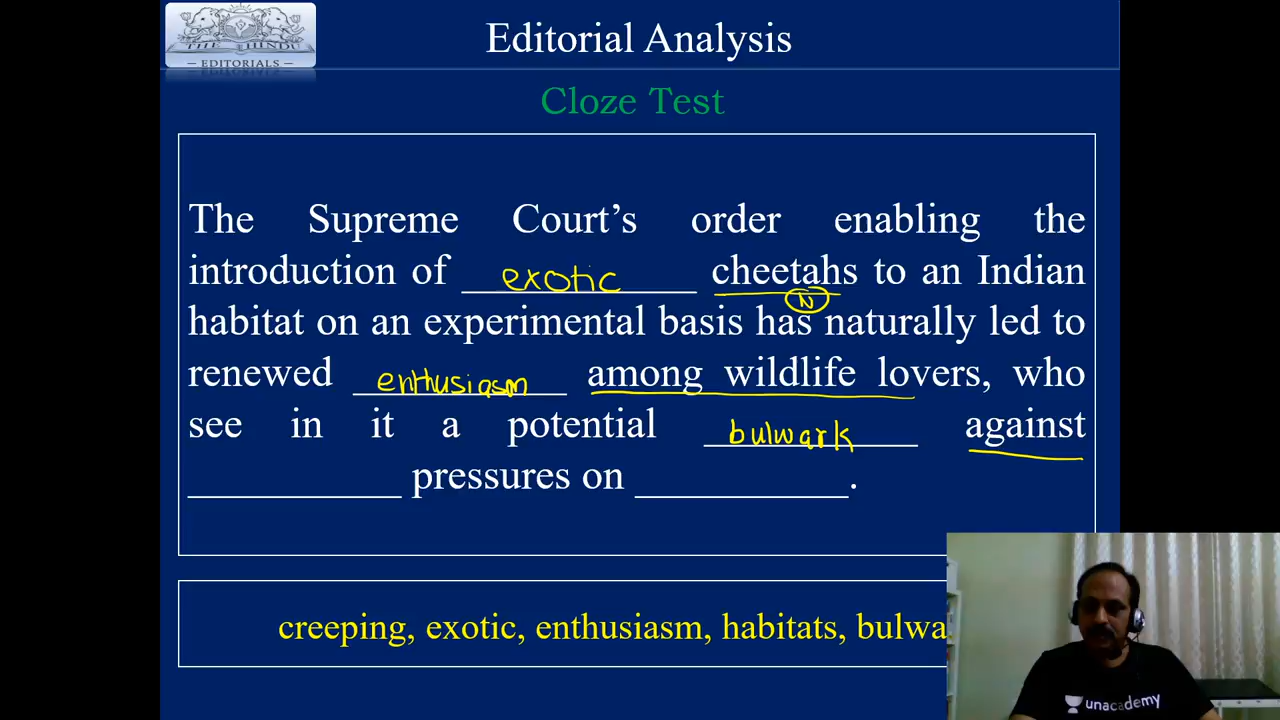 THE HINDU
— EDITORIALS —
Editorial Analysis
Cloze Test
The Supreme Court’s order enabling the
introduction of exotic cheetahs to an Indian
N
habitat on an experimental basis has naturally led to
renewed enthusiasm among wildlife lovers, who
see in it a potential bulwark against
__________ pressures on __________.
creeping, exotic, enthusiasm, habitats, bulwa
unacademy